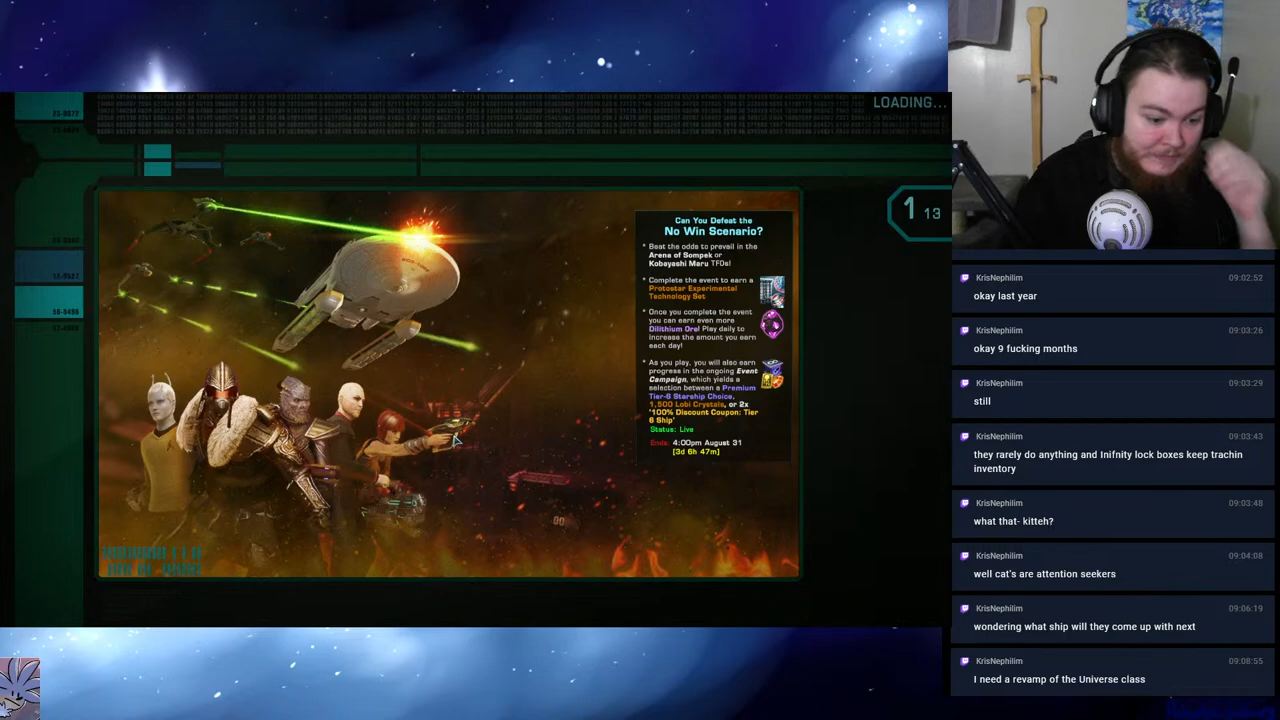 LOADING...
1 13
Can You Defeat the
No Win Scenario?
* Beat the odds to prevail in the
Arena of Sompek or
Kobayashi Maru TFOs!
* Complete the event to earn a
Protostar Experimental
Technology Set
* Once you complete the event
you can earn even more
Dilithium Ore! Play daily to
increase the amount you earn
each day!
* As you play, you will also earn
progress in the ongoing Event
Campaign, which yields a
selection between a Premium
Tier-6 Starship Choice,
1,500 Lobi Crystals, or 2x
'100% Discount Coupon: Tier
6 Ship'
Status: Live
Ends: 4:00pm August 31
[3d 6h 47m]
KrisNephilim 09:02:52
okay last year
KrisNephilim 09:03:26
okay 9 fucking months
KrisNephilim 09:03:29
still
KrisNephilim 09:03:43
they rarely do anything and Inifnity lock boxes keep trachin
inventory
KrisNephilim 09:03:48
what that- kitteh?
KrisNephilim 09:04:08
well cat's are attention seekers
KrisNephilim 09:06:19
wondering what ship will they come up with next
KrisNephilim 09:08:55
I need a revamp of the Universe class